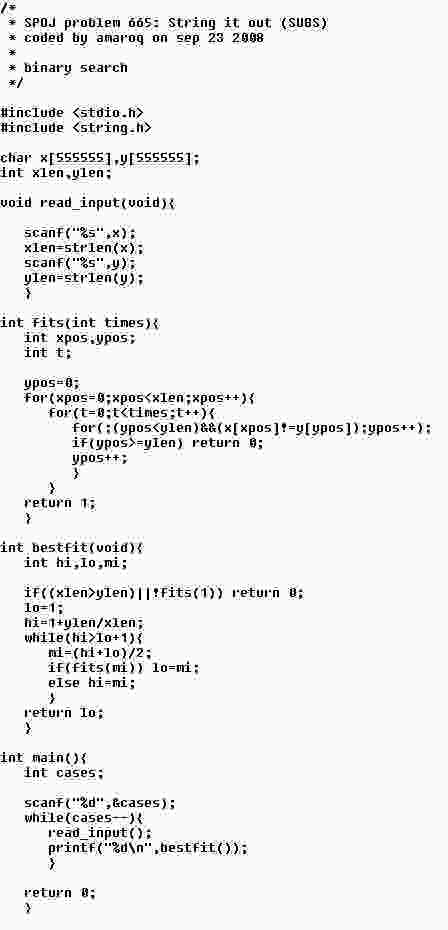 /*
 * SPOJ problem 665: String it out (SUBS)
 * coded by amaroq on sep 23 2008
 *
 * binary search
 */

#include <stdio.h>
#include <string.h>

char x[555555],y[555555];
int xlen,ylen;

void read_input(void){

   scanf("%s",x);
   xlen=strlen(x);
   scanf("%s",y);
   ylen=strlen(y);
   }

int fits(int times){
   int xpos,ypos;
   int t;

   ypos=0;
   for(xpos=0;xpos<xlen;xpos++){
      for(t=0;t<times;t++){
         for(;(ypos<ylen)&&(x[xpos]!=y[ypos]);ypos++);
         if(ypos>=ylen) return 0;
         ypos++;
         }
      }
   return 1;
   }

int bestfit(void){
   int hi,lo,mi;

   if((xlen>ylen)||!fits(1)) return 0;
   lo=1;
   hi=1+ylen/xlen;
   while(hi>lo+1){
      mi=(hi+lo)/2;
      if(fits(mi)) lo=mi;
      else hi=mi;
      }
   return lo;
   }

int main(){
   int cases;

   scanf("%d",&cases);
   while(cases--){
      read_input();
      printf("%d\n",bestfit());
      }

   return 0;
   }